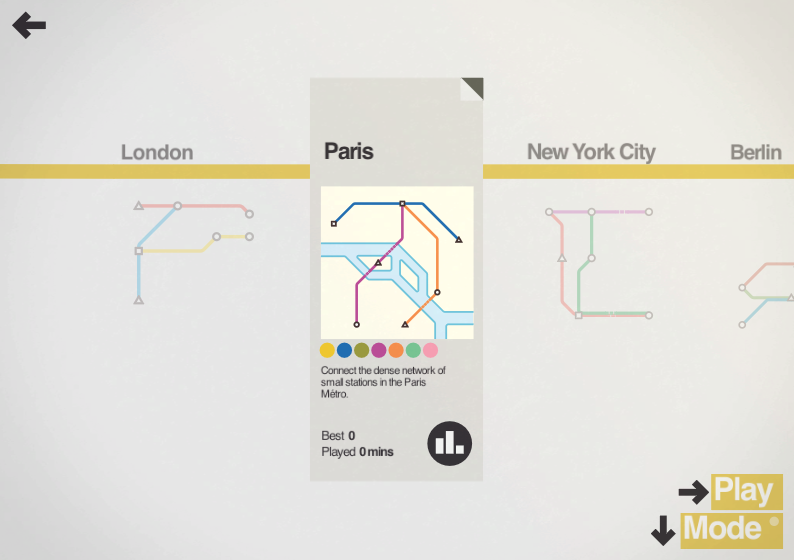 London
Paris
New York City
Berlin
Connect the dense network of
small stations in the Paris
Métro.
Best 0
Played 0 mins
Play
Mode